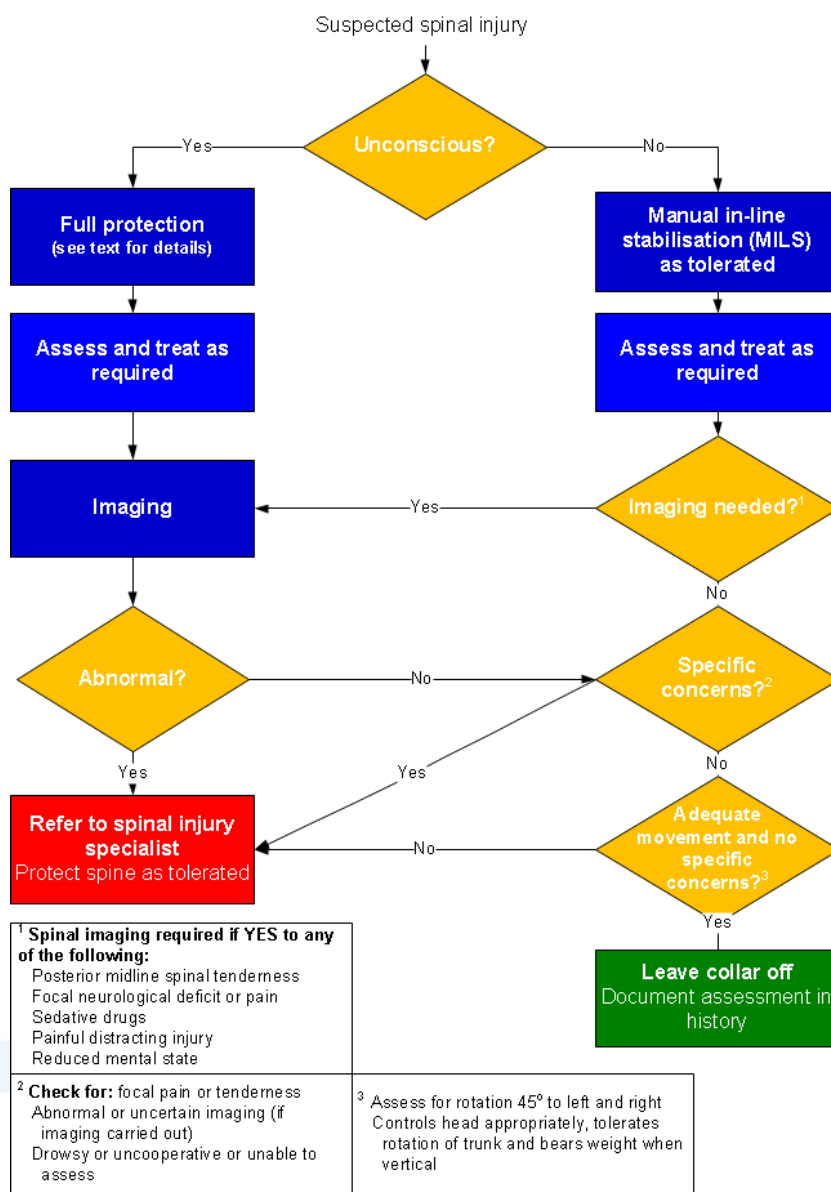 Suspected spinal injury
Unconscious?
Yes
No
Full protection
(see text for details)
Manual in-line
stabilisation (MILS)
as tolerated
Assess and treat as
required
Assess and treat as
required
Imaging
Yes
Imaging needed?¹
No
Abnormal?
No
Specific
concerns?²
Yes
Yes
No
Refer to spinal injury
specialist
Protect spine as tolerated
No
Adequate
movement and no
specific
concerns?³
Yes
Leave collar off
Document assessment in
history
¹ Spinal imaging required if YES to any
of the following:
Posterior midline spinal tenderness
Focal neurological deficit or pain
Sedative drugs
Painful distracting injury
Reduced mental state
² Check for: focal pain or tenderness
Abnormal or uncertain imaging (if
imaging carried out)
Drowsy or uncooperative or unable to
assess
³ Assess for rotation 45º to left and right
Controls head appropriately, tolerates
rotation of trunk and bears weight when
vertical